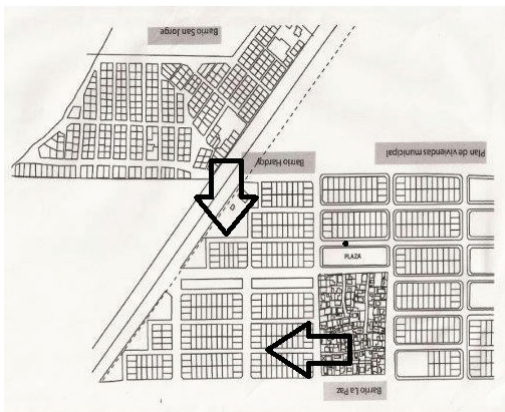 Barrio San Jorge
Barrio Hardoy
Plan de viviendas municipal
PLAZA
Barrio La Paz